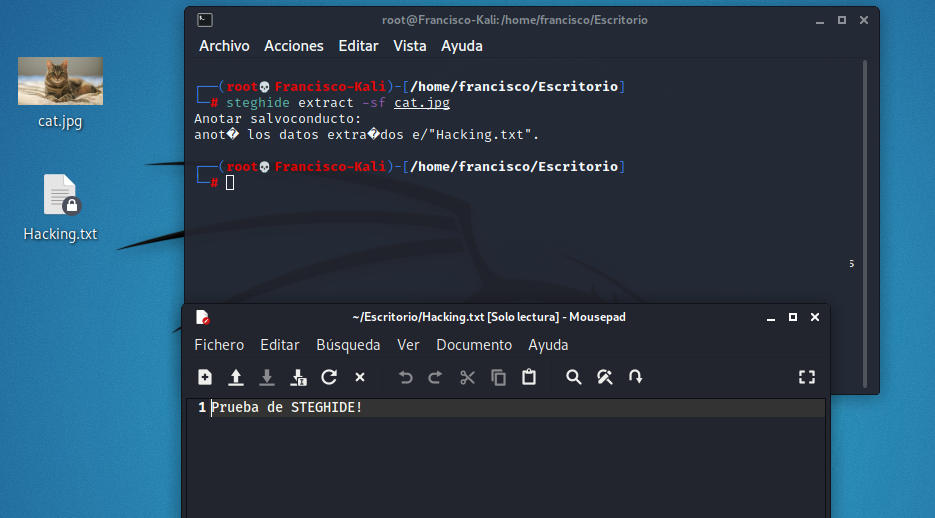 root@Francisco-Kali:/home/francisco/Escritorio
Archivo Acciones Editar Vista Ayuda
(root💀Francisco-Kali)-[/home/francisco/Escritorio]
# steghide extract -sf cat.jpg
Anotar salvoconducto:
anot� los datos extra�dos e/"Hacking.txt".
(root💀Francisco-Kali)-[/home/francisco/Escritorio]
#
cat.jpg
Hacking.txt
s
~/Escritorio/Hacking.txt [Solo lectura] - Mousepad
Fichero Editar Búsqueda Ver Documento Ayuda
1 Prueba de STEGHIDE!